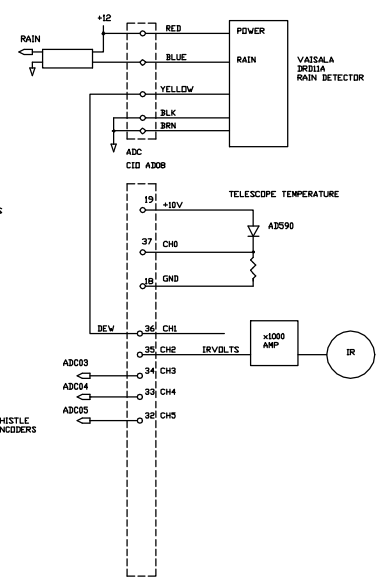 +12
RAIN
RED
BLUE
YELLOW
BLK
BRN
POWER
RAIN
VAISALA
DRD11A
RAIN DETECTOR
ADC
CIO AD08
S
19 +10V
TELESCOPE TEMPERATURE
AD590
37 CH0
18 GND
DEW 36 CH1
35 CH2 IRVOLTS
x1000
AMP
IR
ADC03 34 CH3
ADC04 33 CH4
ADC05 32 CH5
HISTLE
NCODERS